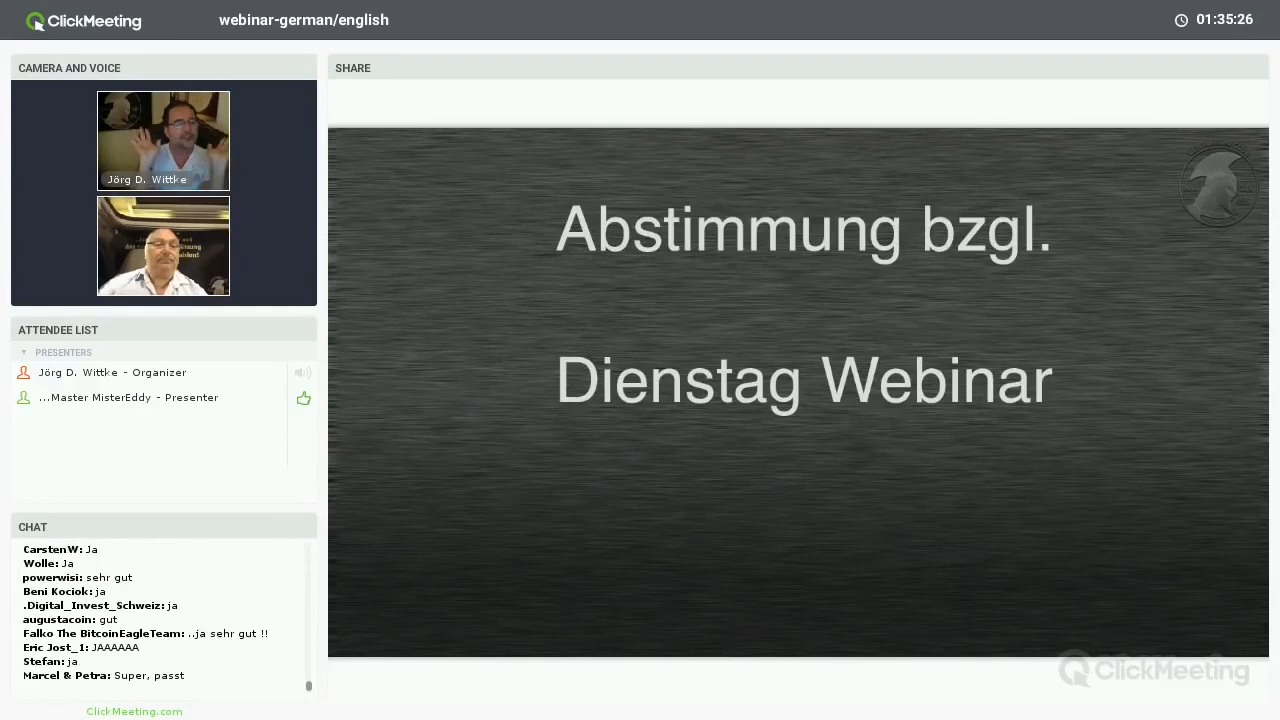 ClickMeeting
webinar-german/english
01:35:26
CAMERA AND VOICE
Jörg D. Wittke
ATTENDEE LIST
PRESENTERS
Jörg D. Wittke - Organizer
...Master MisterEddy - Presenter
CHAT
CarstenW: Ja
Wolle: Ja
powerwisi: sehr gut
Beni Kociok: ja
.Digital_Invest_Schweiz: ja
augustacoin: gut
Falko The BitcoinEagleTeam: ..ja sehr gut !!
Eric Jost_1: JAAAAAA
Stefan: ja
Marcel & Petra: Super, passt
ClickMeeting.com
SHARE
Abstimmung bzgl.
Dienstag Webinar
ClickMeeting